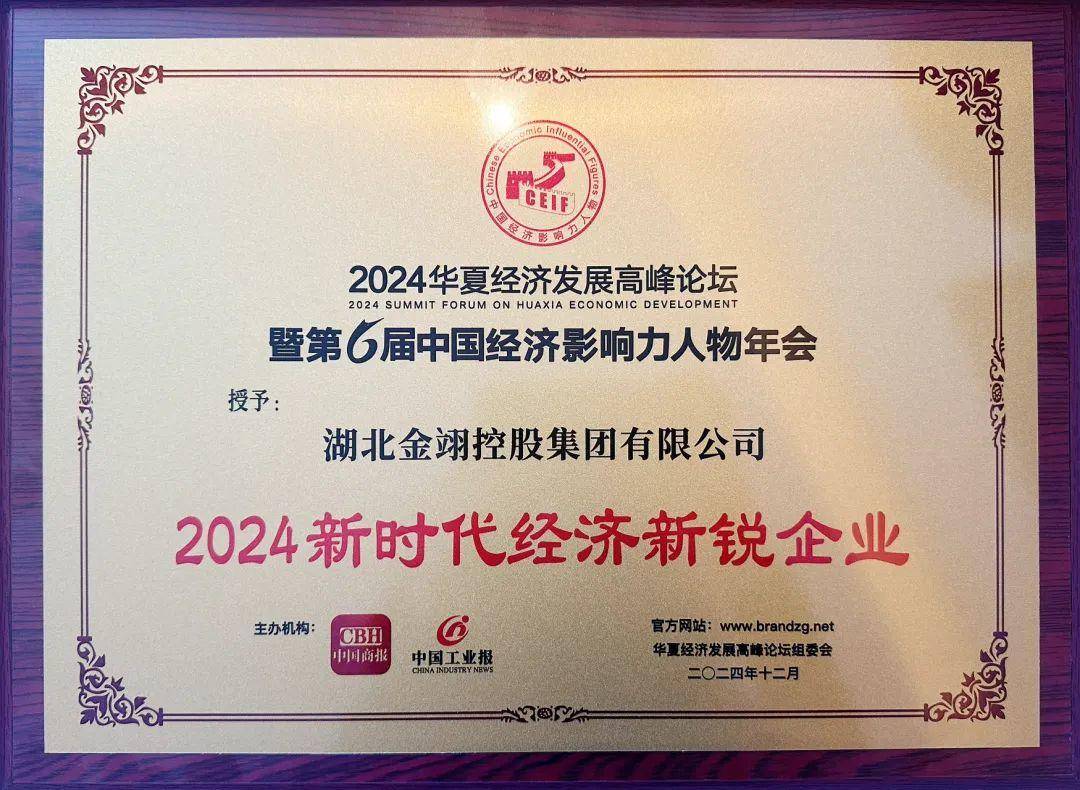 Chinese Economic Influential Figures
CEIF
中国经济影响力人物
2024华夏经济发展高峰论坛
2024 SUMMIT FORUM ON HUAXIA ECONOMIC DEVELOPMENT
暨第6届中国经济影响力人物年会
授予：
湖北金翊控股集团有限公司
2024新时代经济新锐企业
主办机构：
CBH
中国商报
中国工业报
CHINA INDUSTRY NEWS
官方网站：www.brandzg.net
华夏经济发展高峰论坛组委会
二〇二四年十二月